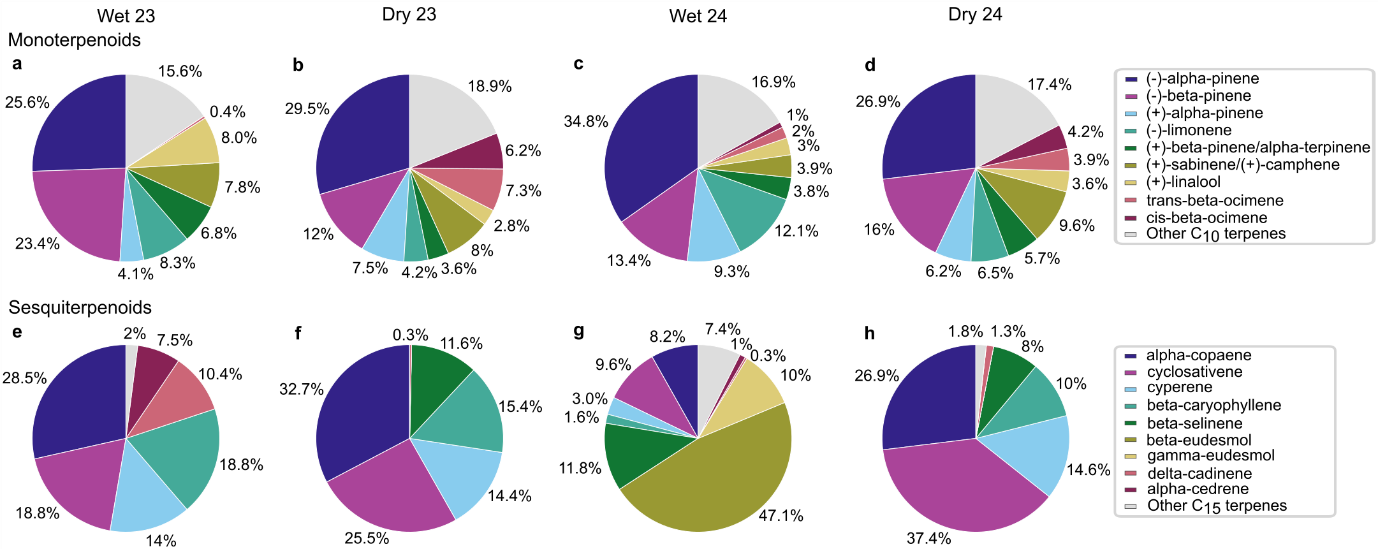 Wet 23
Dry 23
Wet 24
Dry 24
Monoterpenoids
a
25.6%
15.6%
0.4%
8.0%
7.8%
6.8%
8.3%
4.1%
23.4%
b
29.5%
18.9%
6.2%
7.3%
2.8%
8%
3.6%
4.2%
7.5%
12%
c
34.8%
16.9%
1%
2%
3%
3.9%
3.8%
12.1%
9.3%
13.4%
d
26.9%
17.4%
4.2%
3.9%
3.6%
9.6%
5.7%
6.5%
6.2%
16%
(-)-alpha-pinene
(-)-beta-pinene
(+)-alpha-pinene
(-)-limonene
(+)-beta-pinene/alpha-terpinene
(+)-sabinene/(+)-camphene
(+)-linalool
trans-beta-ocimene
cis-beta-ocimene
Other C10 terpenes
Sesquiterpenoids
e
28.5%
2%
7.5%
10.4%
18.8%
14%
18.8%
f
32.7%
0.3%
11.6%
15.4%
14.4%
25.5%
g
8.2%
7.4%
1%
0.3%
10%
47.1%
11.8%
1.6%
3.0%
9.6%
h
26.9%
1.8%
1.3%
8%
10%
14.6%
37.4%
alpha-copaene
cyclosativene
cyperene
beta-caryophyllene
beta-selinene
beta-eudesmol
gamma-eudesmol
delta-cadinene
alpha-cedrene
Other C15 terpenes